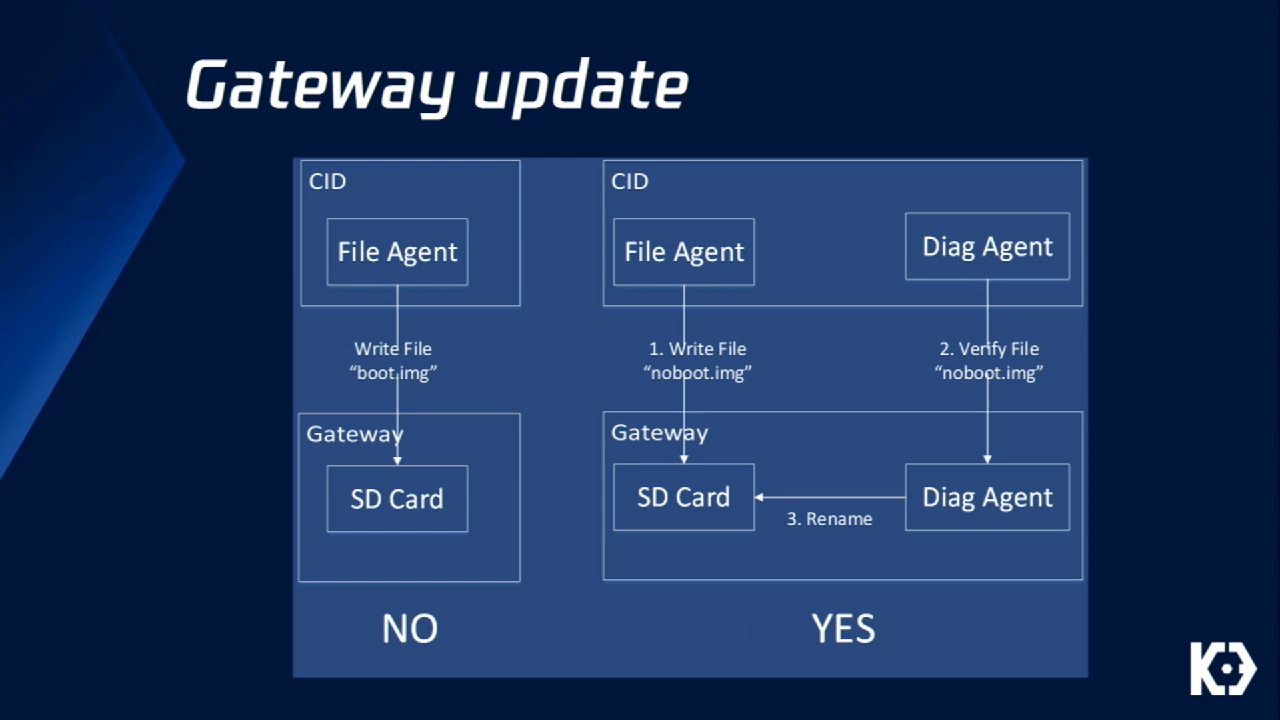 Gateway update
CID
File Agent
Write File
“boot.img”
Gateway
SD Card
NO
CID
File Agent
Diag Agent
1. Write File
“noboot.img”
2. Verify File
“noboot.img”
Gateway
SD Card
Diag Agent
3. Rename
YES